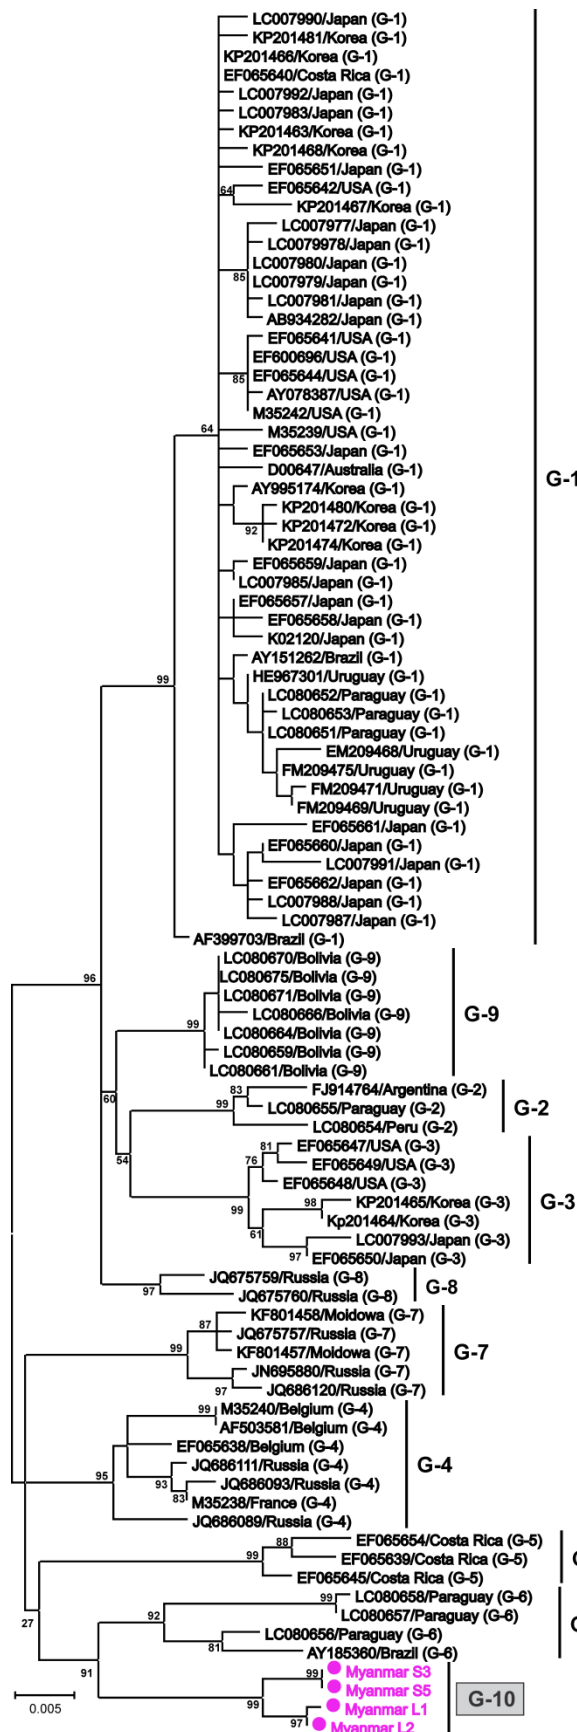 LC007990/Japan (G-1)
KP201481/Korea (G-1)
KP201466/Korea (G-1)
EF065640/Costa Rica (G-1)
LC007992/Japan (G-1)
LC007983/Japan (G-1)
KP201463/Korea (G-1)
KP201468/Korea (G-1)
EF065651/Japan (G-1)
64
EF065642/USA (G-1)
KP201467/Korea (G-1)
LC007977/Japan (G-1)
LC0079978/Japan (G-1)
LC007980/Japan (G-1)
85
LC007979/Japan (G-1)
LC007981/Japan (G-1)
AB934282/Japan (G-1)
EF065641/USA (G-1)
EF600696/USA (G-1)
EF065644/USA (G-1)
85
AY078387/USA (G-1)
M35242/USA (G-1)
64
M35239/USA (G-1)
EF065653/Japan (G-1)
D00647/Australia (G-1)
G-1
AY995174/Korea (G-1)
KP201480/Korea (G-1)
KP201472/Korea (G-1)
92
KP201474/Korea (G-1)
EF065659/Japan (G-1)
LC007985/Japan (G-1)
EF065657/Japan (G-1)
EF065658/Japan (G-1)
K02120/Japan (G-1)
AY151262/Brazil (G-1)
99
HE967301/Uruguay (G-1)
LC080652/Paraguay (G-1)
LC080653/Paraguay (G-1)
LC080651/Paraguay (G-1)
EM209468/Uruguay (G-1)
FM209475/Uruguay (G-1)
FM209471/Uruguay (G-1)
FM209469/Uruguay (G-1)
EF065661/Japan (G-1)
EF065660/Japan (G-1)
LC007991/Japan (G-1)
EF065662/Japan (G-1)
LC007988/Japan (G-1)
LC007987/Japan (G-1)
AF399703/Brazil (G-1)
LC080670/Bolivia (G-9)
96
LC080675/Bolivia (G-9)
LC080671/Bolivia (G-9)
LC080666/Bolivia (G-9)
G-9
99
LC080664/Bolivia (G-9)
LC080659/Bolivia (G-9)
LC080661/Bolivia (G-9)
60
83
FJ914764/Argentina (G-2)
99
LC080655/Paraguay (G-2)
G-2
LC080654/Peru (G-2)
54
81
EF065647/USA (G-3)
76
EF065649/USA (G-3)
EF065648/USA (G-3)
99
98
KP201465/Korea (G-3)
G-3
Kp201464/Korea (G-3)
61
LC007993/Japan (G-3)
97
EF065650/Japan (G-3)
JQ675759/Russia (G-8)
97
JQ675760/Russia (G-8)
G-8
KF801458/Moidowa (G-7)
87
JQ675757/Russia (G-7)
99
KF801457/Moidowa (G-7)
G-7
JN695880/Russia (G-7)
97
JQ686120/Russia (G-7)
99
M35240/Belgium (G-4)
AF503581/Belgium (G-4)
EF065638/Belgium (G-4)
JQ686111/Russia (G-4)
G-4
95
93
JQ686093/Russia (G-4)
83
M35238/France (G-4)
JQ686089/Russia (G-4)
88
EF065654/Costa Rica (G-5)
99
EF065639/Costa Rica (G-5)
EF065645/Costa Rica (G-5)
99
LC080658/Paraguay (G-6)
27
92
LC080657/Paraguay (G-6)
LC080656/Paraguay (G-6)
81
AY185360/Brazil (G-6)
91
99
Myanmar S3
Myanmar S5
99
Myanmar L1
G-10
97
Myanmar L2
0.005